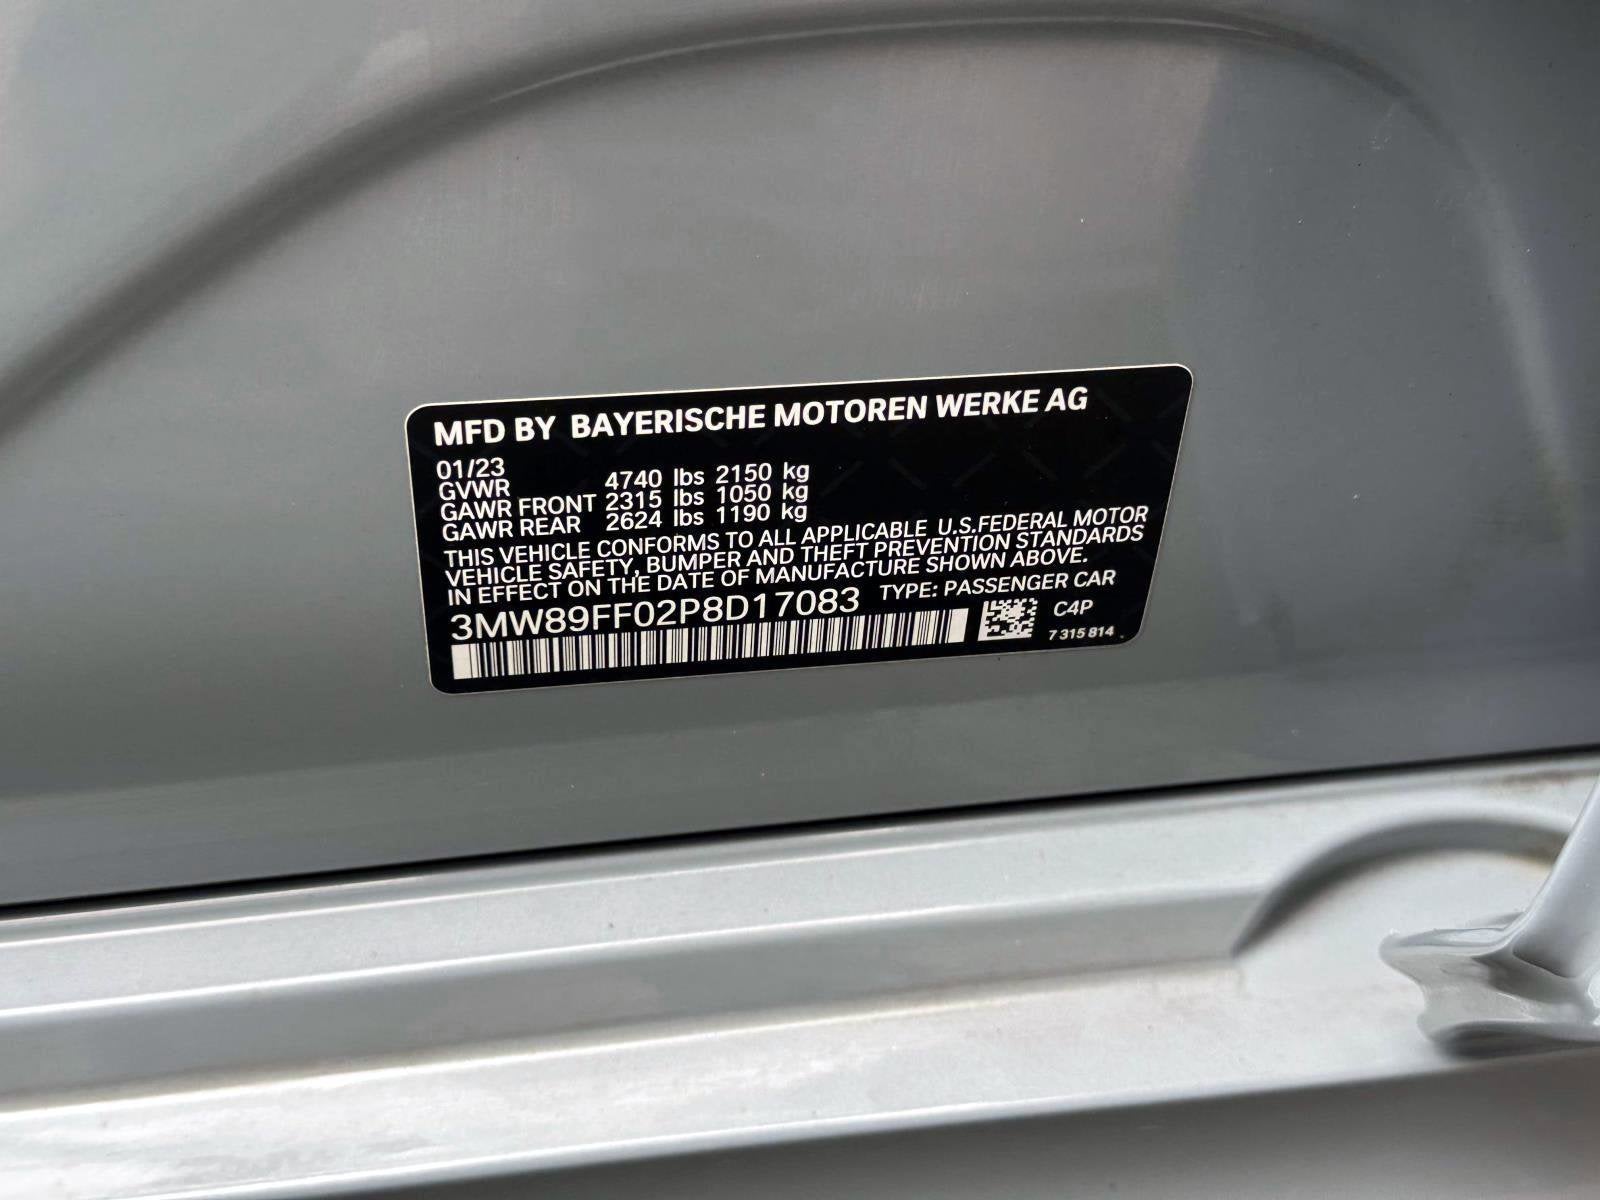 MFD BY BAYERISCHE MOTOREN WERKE AG
01/23
GVWR 4740 lbs 2150 kg
GAWR FRONT 2315 lbs 1050 kg
GAWR REAR 2624 lbs 1190 kg
THIS VEHICLE CONFORMS TO ALL APPLICABLE U.S.FEDERAL MOTOR
VEHICLE SAFETY, BUMPER AND THEFT PREVENTION STANDARDS
IN EFFECT ON THE DATE OF MANUFACTURE SHOWN ABOVE.
3MW89FF02P8D17083 TYPE: PASSENGER CAR
C4P
7 315 814